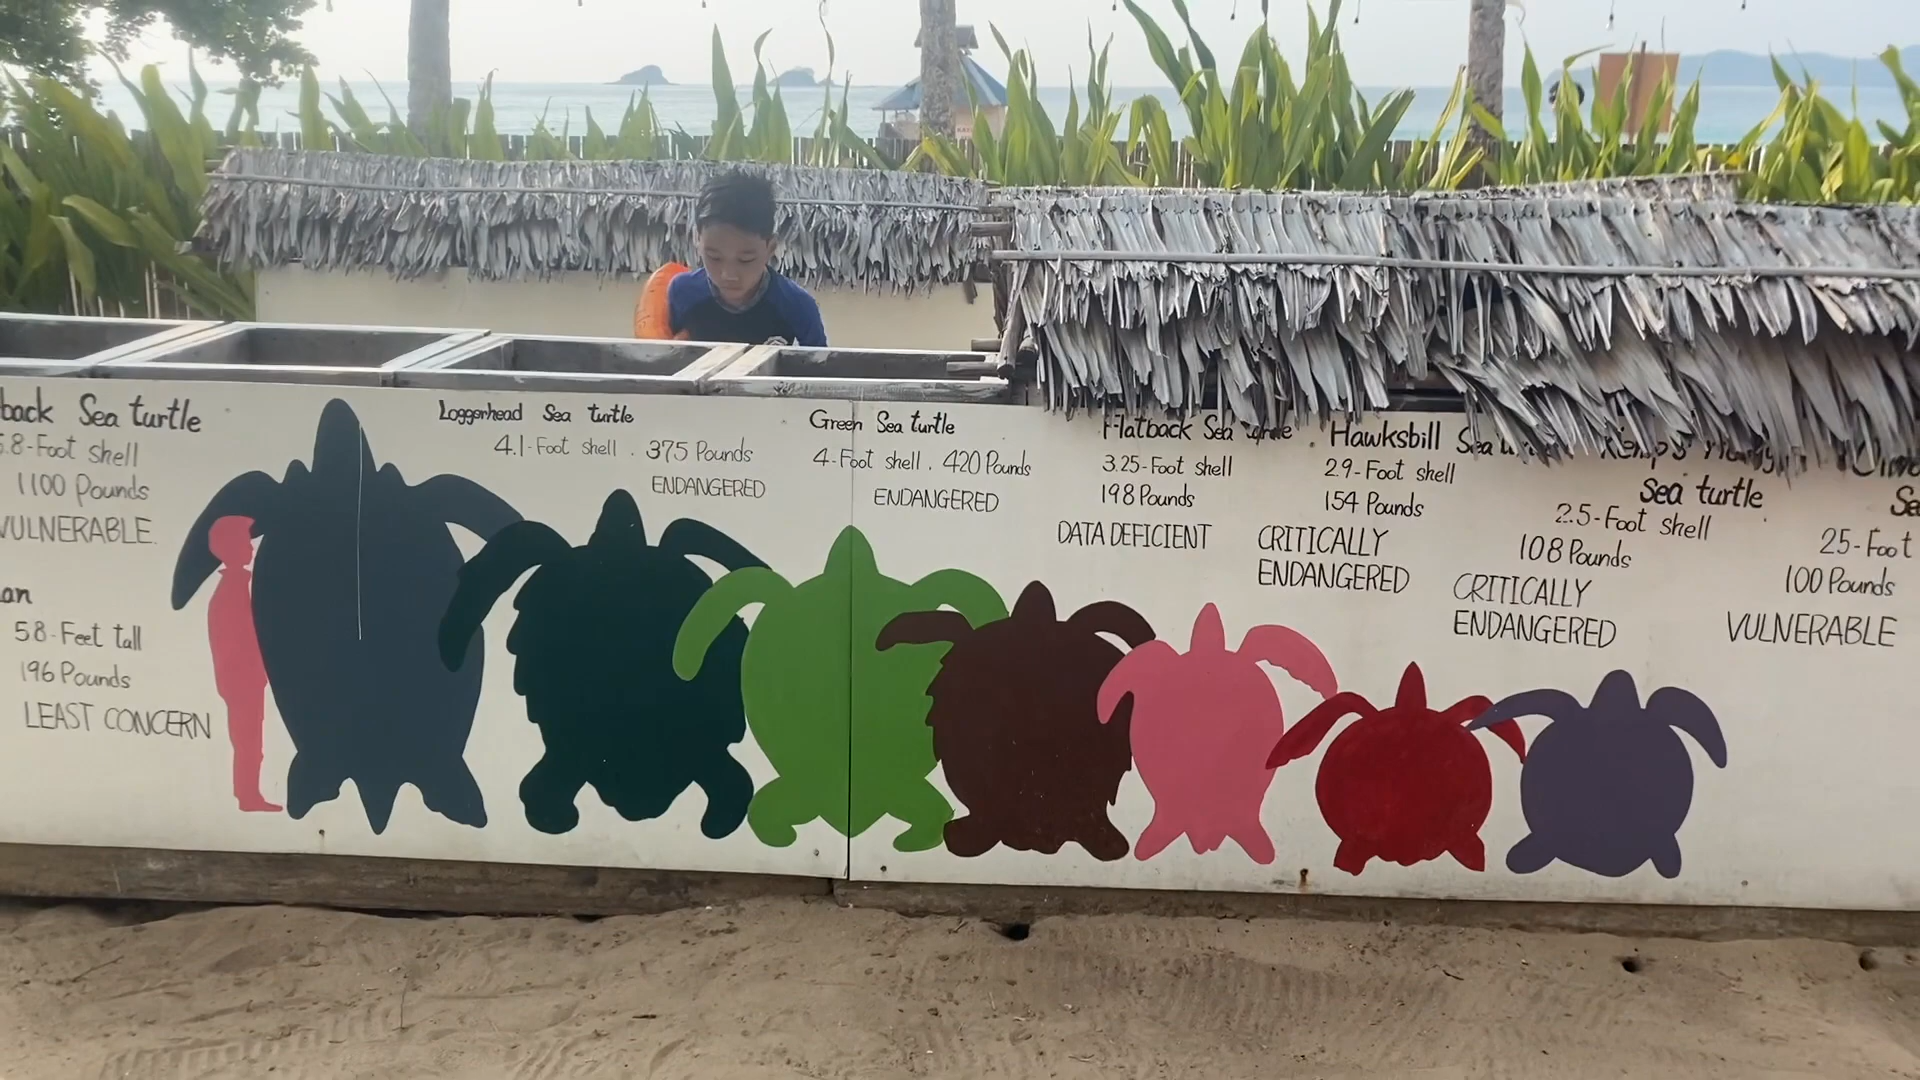 back Sea turtle
5.8-Foot shell
1100 Pounds
VULNERABLE.
an
5.8-Feet tall
196 Pounds
LEAST CONCERN
Loggerhead Sea turtle
4.1-Foot shell . 375 Pounds
ENDANGERED
Green Sea turtle
4-Foot shell . 420 Pounds
ENDANGERED
Flatback Sea turtle
3.25-Foot shell
198 Pounds
DATA DEFICIENT
Hawksbill Sea
2.9-Foot shell
154 Pounds
CRITICALLY
ENDANGERED
Kemp's
Sea turtle
2.5-Foot shell
108 Pounds
CRITICALLY
ENDANGERED
25-Foot
100 Pounds
VULNERABLE